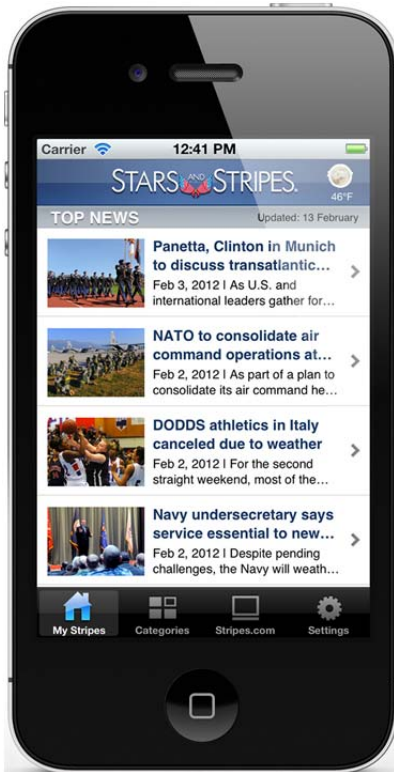 Carrier 12:41 PM
STARS AND STRIPES.
46°F
TOP NEWS Updated: 13 February
Panetta, Clinton in Munich
to discuss transatlantic...
Feb 3, 2012 | As U.S. and
international leaders gather for...
NATO to consolidate air
command operations at...
Feb 2, 2012 | As part of a plan to
consolidate its air command he...
DODDS athletics in Italy
canceled due to weather
Feb 2, 2012 | For the second
straight weekend, most of the...
Navy undersecretary says
service essential to new...
Feb 2, 2012 | Despite pending
challenges, the Navy will weath...
My Stripes Categories Stripes.com Settings